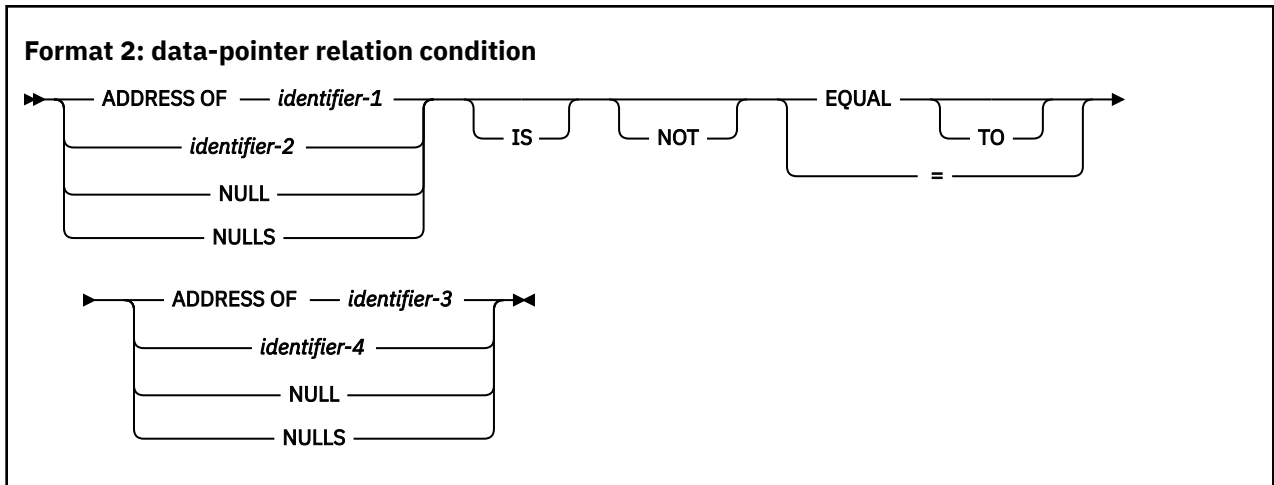 Format 2: data-pointer relation condition
ADDRESS OF identifier-1 EQUAL
identifier-2 IS NOT TO
=
NULL
NULLS
ADDRESS OF identifier-3
identifier-4
NULL
NULLS